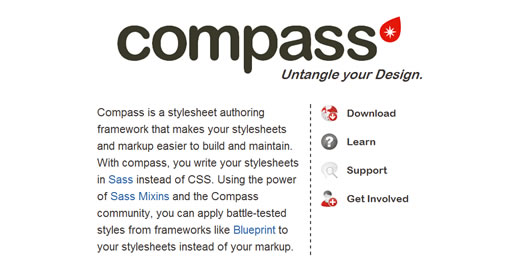 compass
Untangle your Design.
Compass is a stylesheet authoring
framework that makes your stylesheets
and markup easier to build and maintain.
With compass, you write your stylesheets
in Sass instead of CSS. Using the power
of Sass Mixins and the Compass
community, you can apply battle-tested
styles from frameworks like Blueprint to
your stylesheets instead of your markup.
Download
Learn
Support
Get Involved